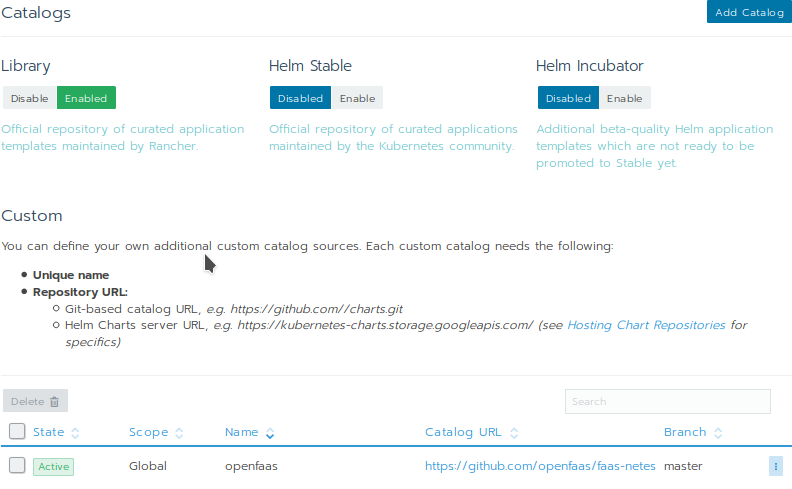 Catalogs
Add Catalog
Library
Helm Stable
Helm Incubator
Disable Enabled
Disabled Enable
Disabled Enable
Official repository of curated application
templates maintained by Rancher.
Official repository of curated applications
maintained by the Kubernetes community.
Additional beta-quality Helm application
templates which are not ready to be
promoted to Stable yet.
Custom
You can define your own additional custom catalog sources. Each custom catalog needs the following:
Unique name
Repository URL:
Git-based catalog URL, e.g. https://github.com//charts.git
Helm Charts server URL, e.g. https://kubernetes-charts.storage.googleapis.com/ (see Hosting Chart Repositories for
specifics)
Delete
Search
State Scope Name Catalog URL Branch
Active Global openfaas https://github.com/openfaas/faas-netes master